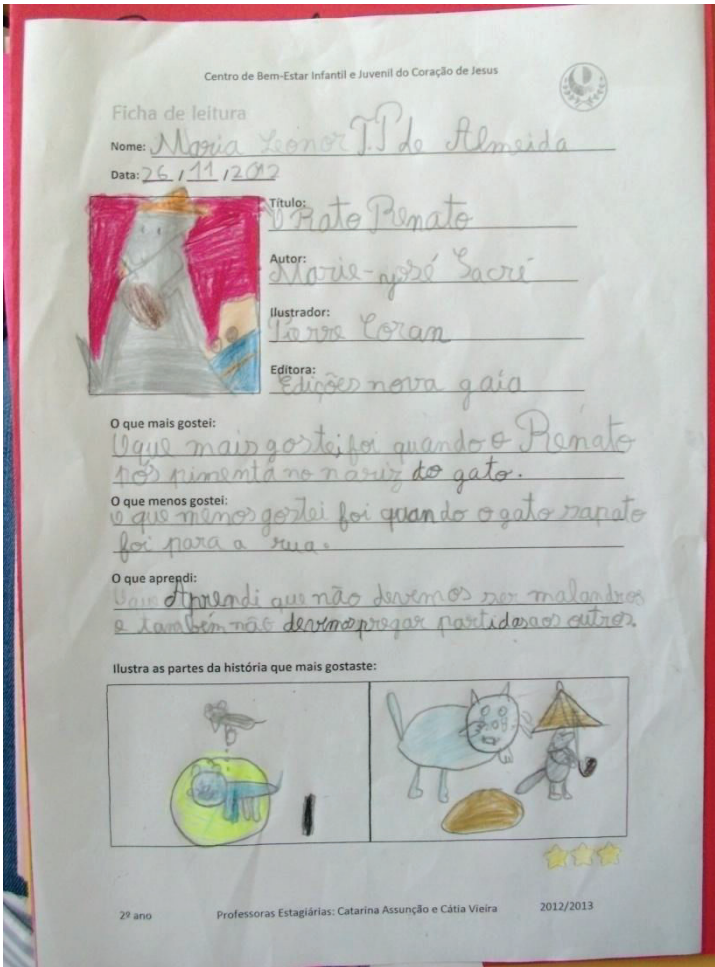 Centro de Bem-Estar Infantil e Juvenil do Coração de Jesus
Ficha de leitura
Nome: Maria Leonor T.P de Almeida
Data: 26 / 11 / 2012
Título:
O Rato Renato
Autor:
Marie-josé Sacré
Ilustrador:
Pierre Coran
Editora:
Edições nova gaia
O que mais gostei:
O que mais gostei, foi quando o Renato
pôs pimenta no nariz do gato.
O que menos gostei:
O que menos gostei foi quando o gato sapato
foi para a rua.
O que aprendi:
Aprendi que não devemos ser malandros
e também não devemos pregar partidas aos outros.
Ilustra as partes da história que mais gostaste:
2º ano
Professoras Estagiárias: Catarina Assunção e Cátia Vieira
2012/2013